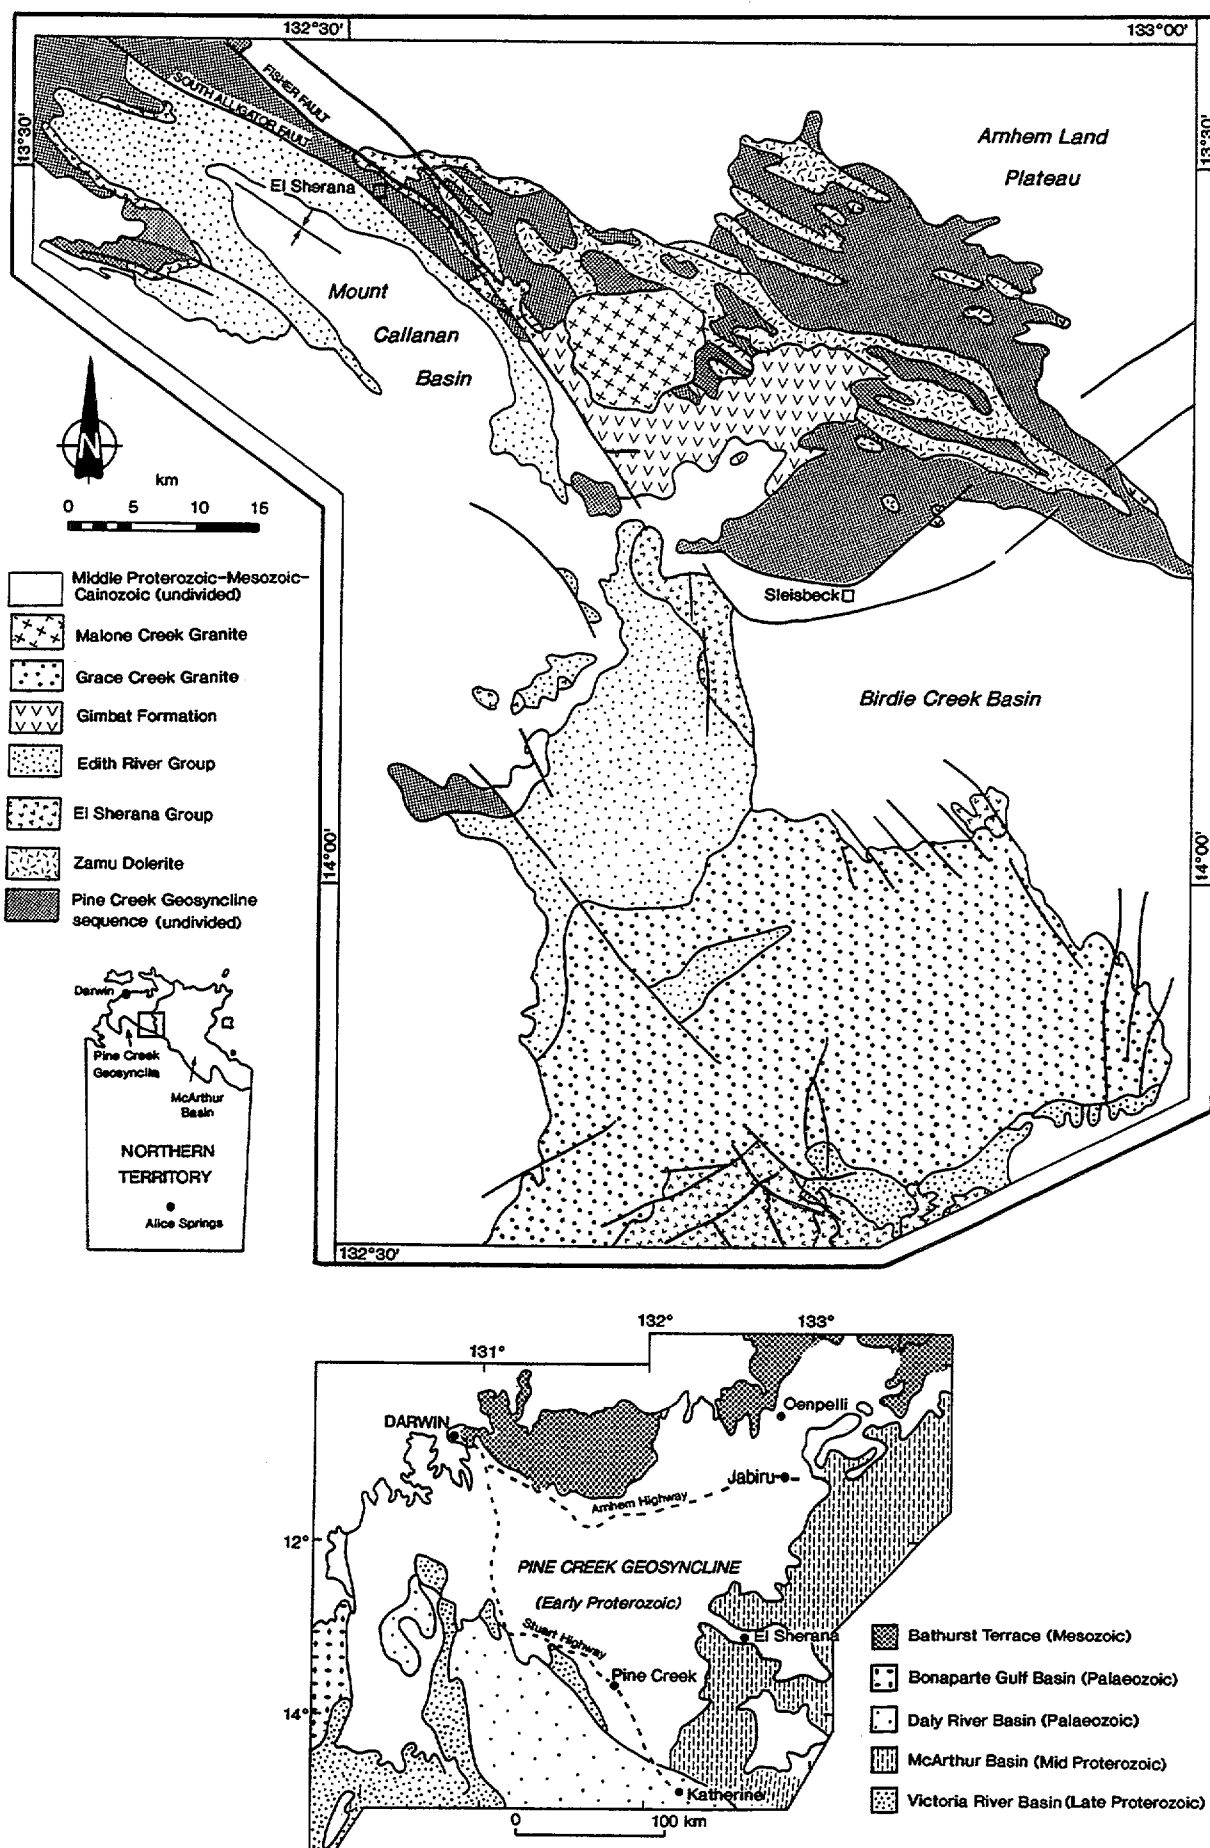 132°30'
133°00'
13°30'
13°30'
FISHER FAULT
SOUTH ALLIGATOR FAULT
El Sherana
Arnhem Land
Plateau
Mount
Callanan
Basin
N
km
0 5 10 15
Sleisbeck
Birdie Creek Basin
Middle Proterozoic-Mesozoic-
Cainozoic (undivided)
Malone Creek Granite
Grace Creek Granite
Gimbat Formation
Edith River Group
El Sherana Group
Zamu Dolerite
Pine Creek Geosyncline
sequence (undivided)
14°00'
14°00'
Darwin
Pine Creek
Geosyncline
McArthur
Basin
NORTHERN
TERRITORY
Alice Springs
132°30'
132°
133°
131°
Oenpelli
DARWIN
Jabiru
Arnhem Highway
12°
PINE CREEK GEOSYNCLINE
(Early Proterozoic)
Stuart Highway
El Sherana
Pine Creek
14°
Katherine
0 100 km
Bathurst Terrace (Mesozoic)
Bonaparte Gulf Basin (Palaeozoic)
Daly River Basin (Palaeozoic)
McArthur Basin (Mid Proterozoic)
Victoria River Basin (Late Proterozoic)